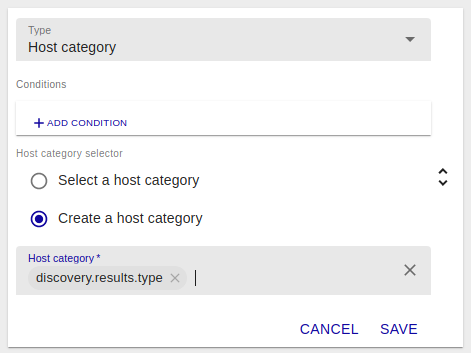 Type
Host category
Conditions
+ ADD CONDITION
Host category selector
Select a host category
Create a host category
Host category *
discovery.results.type
CANCEL SAVE